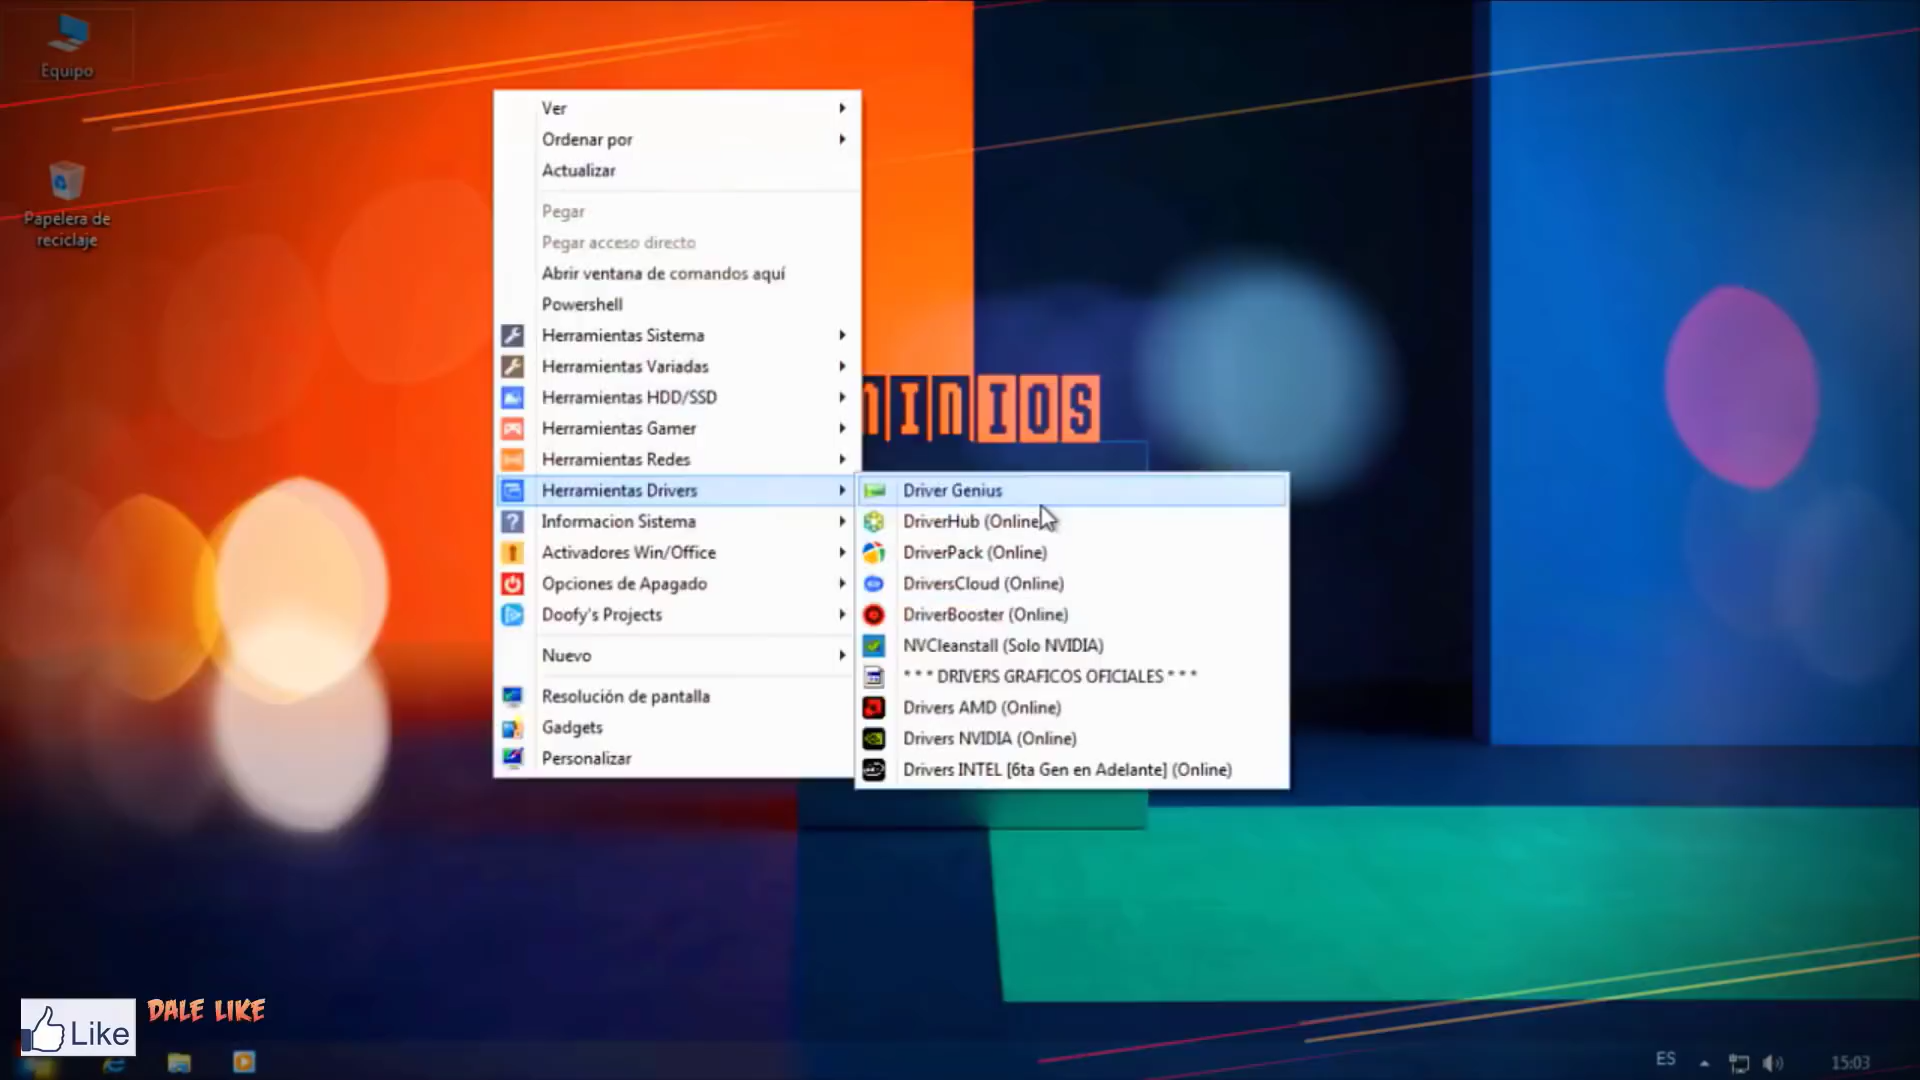 Equipo
Papelera de
reciclaje
Ver
Ordenar por
Actualizar
Pegar
Pegar acceso directo
Abrir ventana de comandos aquí
Powershell
Herramientas Sistema
Herramientas Variadas
Herramientas HDD/SSD
Herramientas Gamer
Herramientas Redes
Herramientas Drivers
Informacion Sistema
Activadores Win/Office
Opciones de Apagado
Doofy's Projects
Nuevo
Resolución de pantalla
Gadgets
Personalizar
IOS
Driver Genius
DriverHub (Online)
DriverPack (Online)
DriversCloud (Online)
DriverBooster (Online)
NVCleanstall (Solo NVIDIA)
* * * DRIVERS GRAFICOS OFICIALES * * *
Drivers AMD (Online)
Drivers NVIDIA (Online)
Drivers INTEL [6ta Gen en Adelante] (Online)
DALE LIKE
Like
ES
15:03